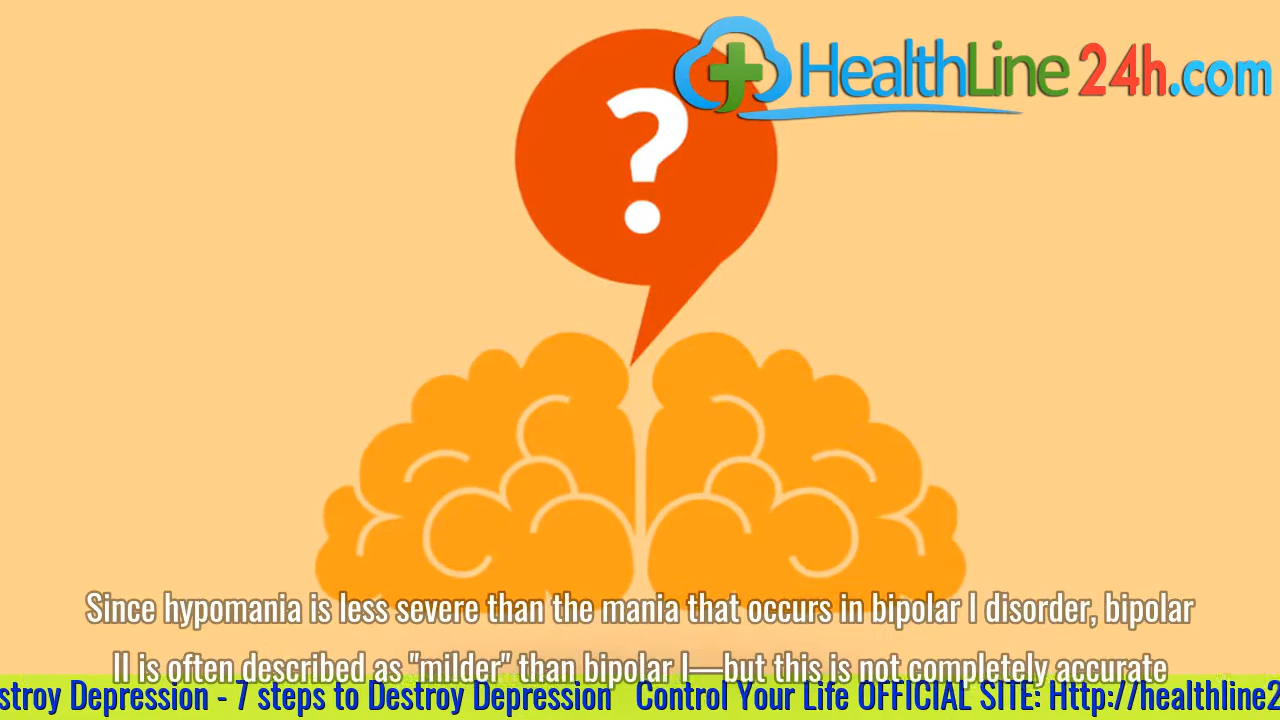 ?
HealthLine24h.com
Since hypomania is less severe than the mania that occurs in bipolar I disorder, bipolar
II is often described as "milder" than bipolar I—but this is not completely accurate
stroy Depression - 7 steps to Destroy Depression Control Your Life OFFICIAL SITE: Http://healthline2